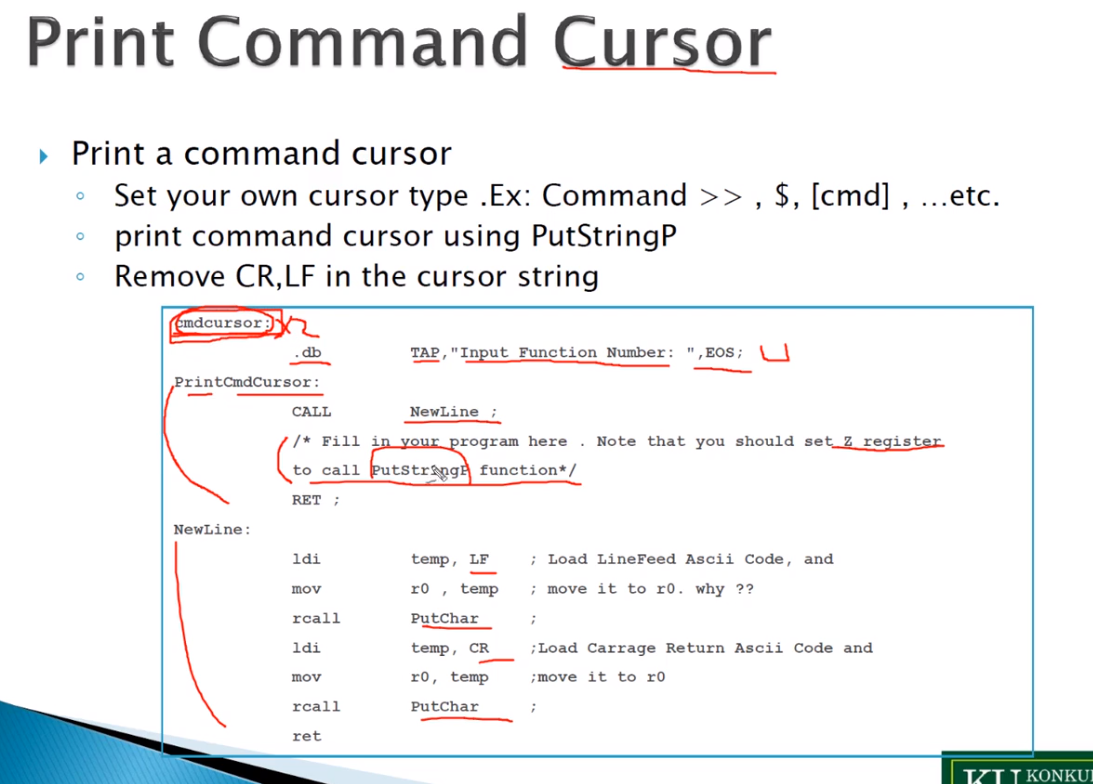 Print Command Cursor
Print a command cursor
Set your own cursor type .Ex: Command >> , $, [cmd] , ...etc.
print command cursor using PutStringP
Remove CR,LF in the cursor string
cmdcursor:
.db TAP,"Input Function Number: ",EOS;
PrintCmdCursor:
CALL NewLine ;
/* Fill in your program here . Note that you should set Z register
to call PutStringP function*/
RET ;
NewLine:
ldi temp, LF ; Load LineFeed Ascii Code, and
mov r0 , temp ; move it to r0. why ??
rcall PutChar ;
ldi temp, CR ;Load Carrage Return Ascii Code and
mov r0, temp ;move it to r0
rcall PutChar ;
ret
KU KONKU